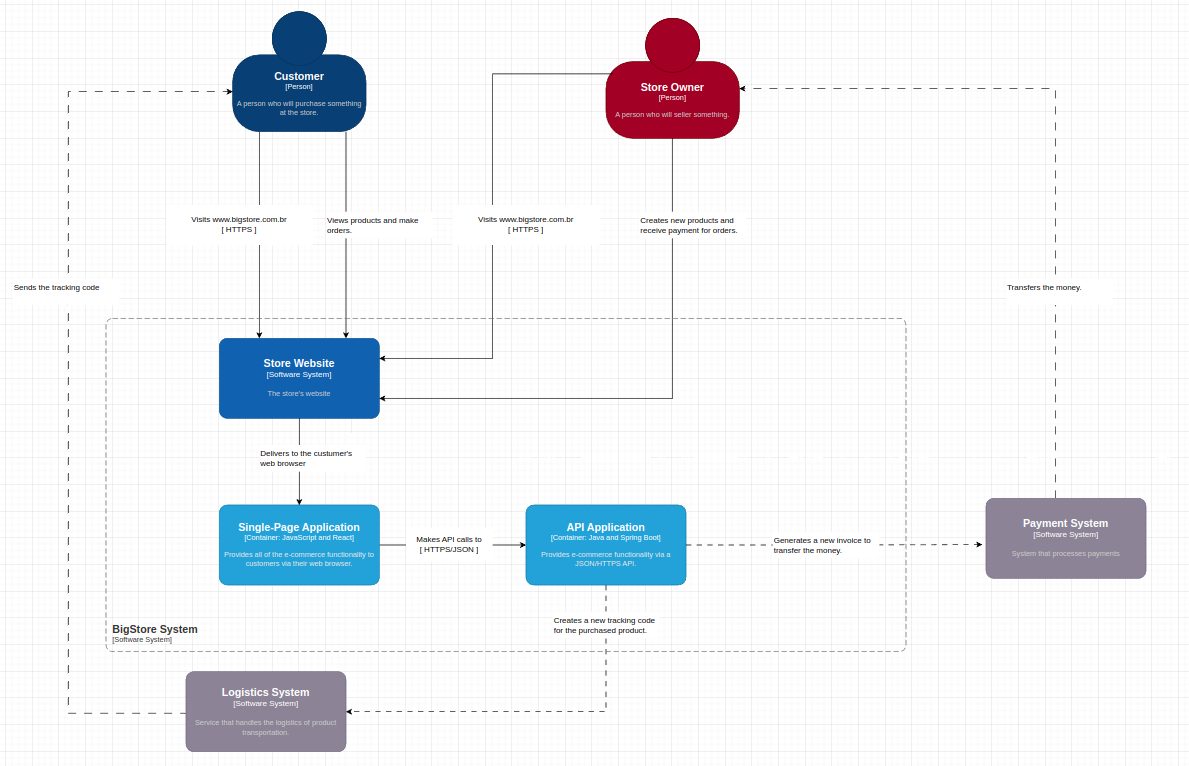 Customer
[Person]
A person who will purchase something
at the store.
Store Owner
[Person]
A person who will seller something.
Visits www.bigstore.com.br
[ HTTPS ]
Views products and make
orders.
Visits www.bigstore.com.br
[ HTTPS ]
Creates new products and
receive payment for orders.
Sends the tracking code
Transfers the money.
Store Website
[Software System]
The store's website
Delivers to the custumer's
web browser
Single-Page Application
[Container: JavaScript and React]
Provides all of the e-commerce functionality to
customers via their web browser.
Makes API calls to
[ HTTPS/JSON ]
API Application
[Container: Java and Spring Boot]
Provides e-commerce functionality via a
JSON/HTTPS API.
Generates a new invoice to
transfer the money.
Payment System
[Software System]
System that processes payments
Creates a new tracking code
for the purchased product.
BigStore System
[Software System]
Logistics System
[Software System]
Service that handles the logistics of product
transportation.